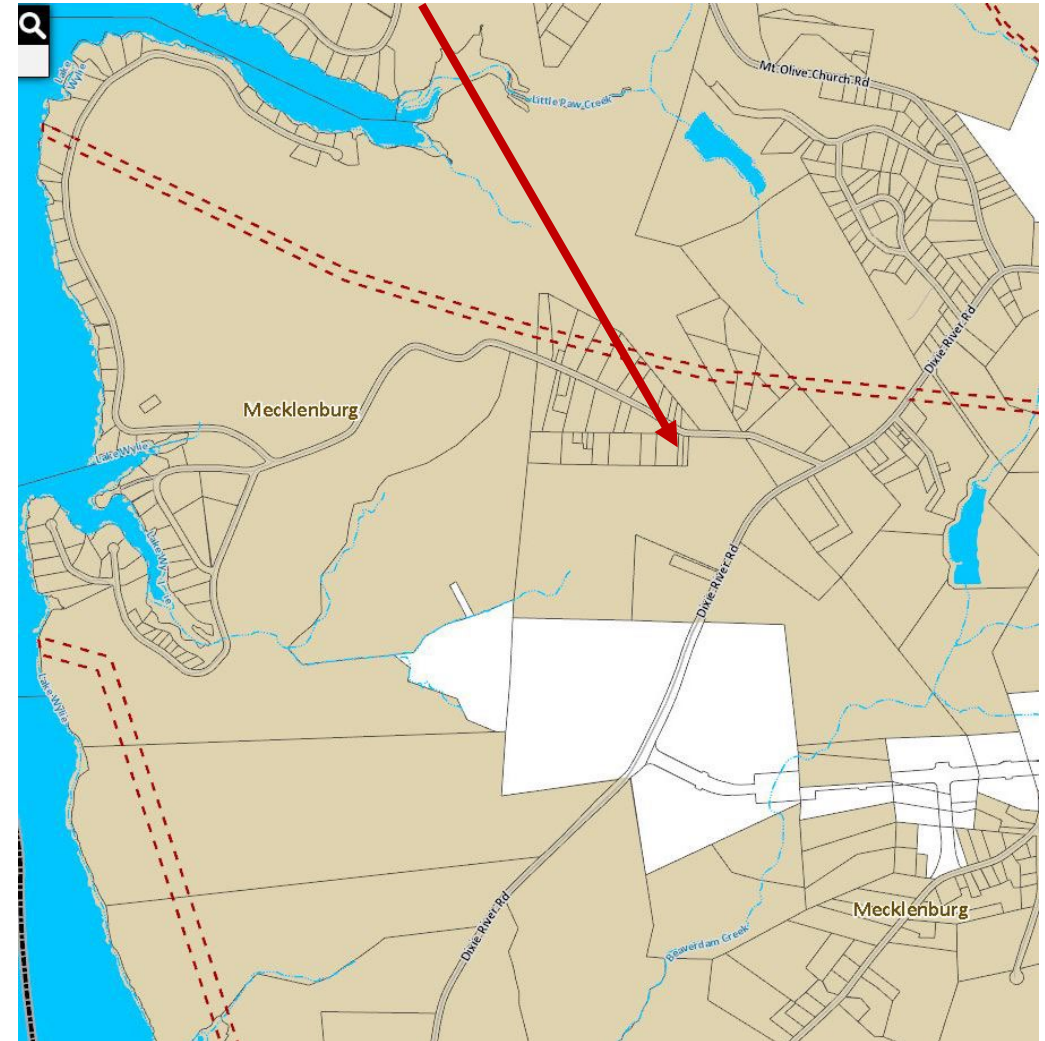 Lake
Wylie
Mt Olive Church Rd
Little Paw Creek
Dixie River Rd
Mecklenburg
Lake Wylie
Lake Wylie
Dixie River Rd
Lake Wylie
Mecklenburg
Dixie River Rd
Beaverdam Creek